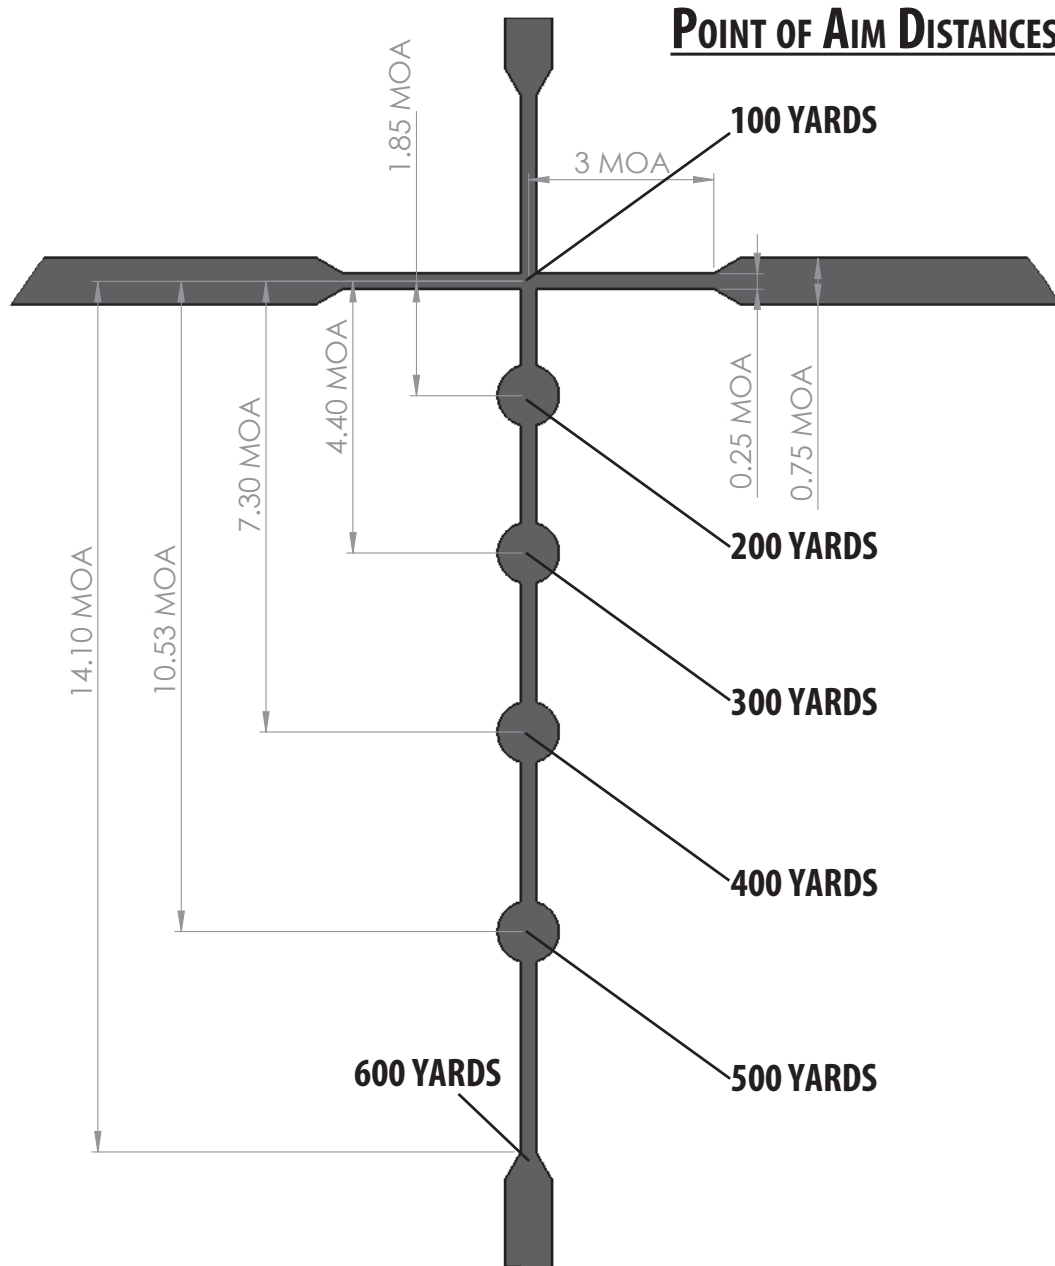 POINT OF AIM DISTANCES
1.85 MOA
100 YARDS
3 MOA
4.40 MOA
0.25 MOA
0.75 MOA
7.30 MOA
200 YARDS
14.10 MOA
10.53 MOA
300 YARDS
400 YARDS
600 YARDS
500 YARDS